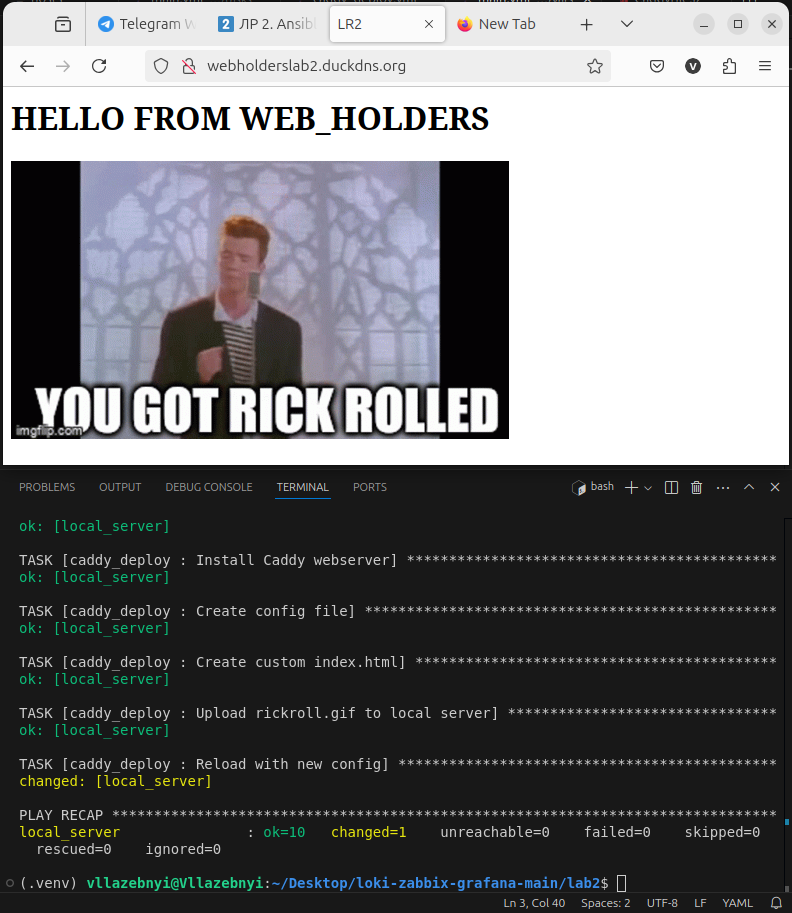 Telegram W
2 ЛР 2. Ansibl
LR2
New Tab
webholderslab2.duckdns.org
V
HELLO FROM WEB_HOLDERS
YOU GOT RICK ROLLED
imgflip.com
PROBLEMS OUTPUT DEBUG CONSOLE TERMINAL PORTS
bash
ok: [local_server]
TASK [caddy_deploy : Install Caddy webserver] ********************************************
ok: [local_server]
TASK [caddy_deploy : Create config file] *************************************************
ok: [local_server]
TASK [caddy_deploy : Create custom index.html] *******************************************
ok: [local_server]
TASK [caddy_deploy : Upload rickroll.gif to local server] ********************************
ok: [local_server]
TASK [caddy_deploy : Reload with new config] *********************************************
changed: [local_server]
PLAY RECAP *******************************************************************************
local_server : ok=10 changed=1 unreachable=0 failed=0 skipped=0
rescued=0 ignored=0
(.venv) vllazebnyi@Vllazebnyi:~/Desktop/loki-zabbix-grafana-main/lab2$
Ln 3, Col 40 Spaces: 2 UTF-8 LF YAML